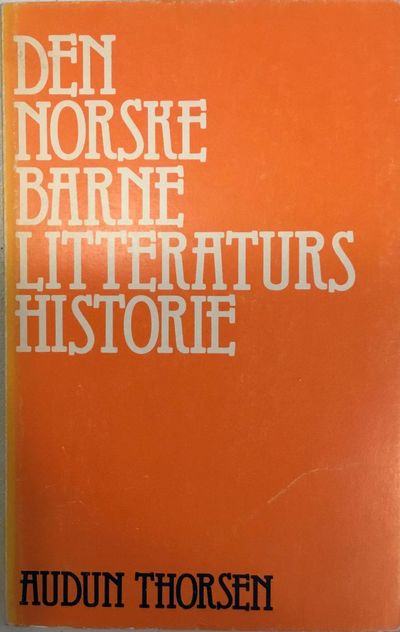 DEN
NORSKE
BARNE
LITTERATURS
HISTORIE
AUDUN THORSEN